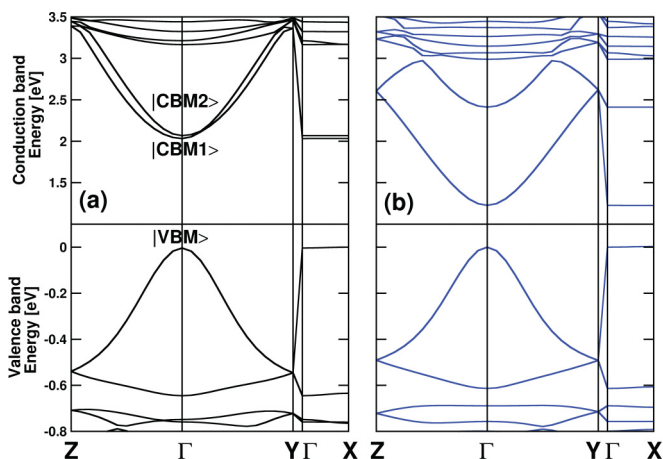 3.5
3
2.5
2
1.5
Conduction band
Energy [eV]
|CBM2>
|CBM1>
(a)
(b)
|VBM>
0
-0.2
-0.4
-0.6
-0.8
Valence band
Energy [eV]
Z Γ Y Γ X
Z Γ Y Γ X